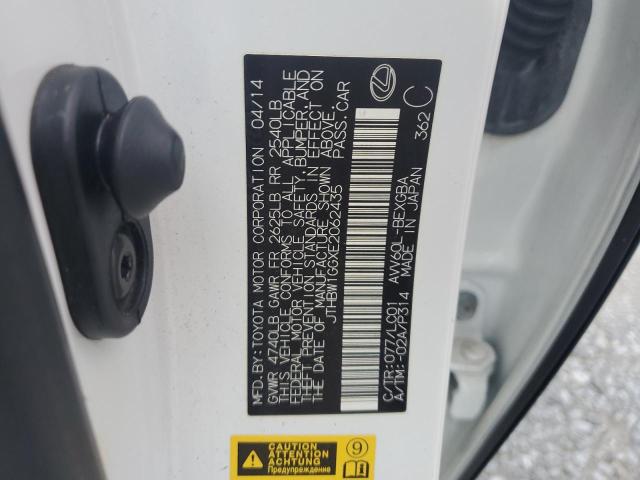 MFD.BY:TOYOTA MOTOR CORPORATION 04/14
GVWR 4740LB GAWR FR 2625LB RR 2540LB
THIS VEHICLE CONFORMS TO ALL APPLICABLE
FEDERAL MOTOR VEHICLE SAFETY, BUMPER, AND
THEFT PREVENTION STANDARDS IN EFFECT ON
THE DATE OF MANUFACTURE SHOWN ABOVE.
JTHBW1GGXE2062435 PASS.CAR
C/TR:077/LC01 AVV60L-BEXGBA
A/TM:-02A/P314 MADE IN JAPAN
362 C
CAUTION
ATTENTION
ACHTUNG
Предупреждение
9